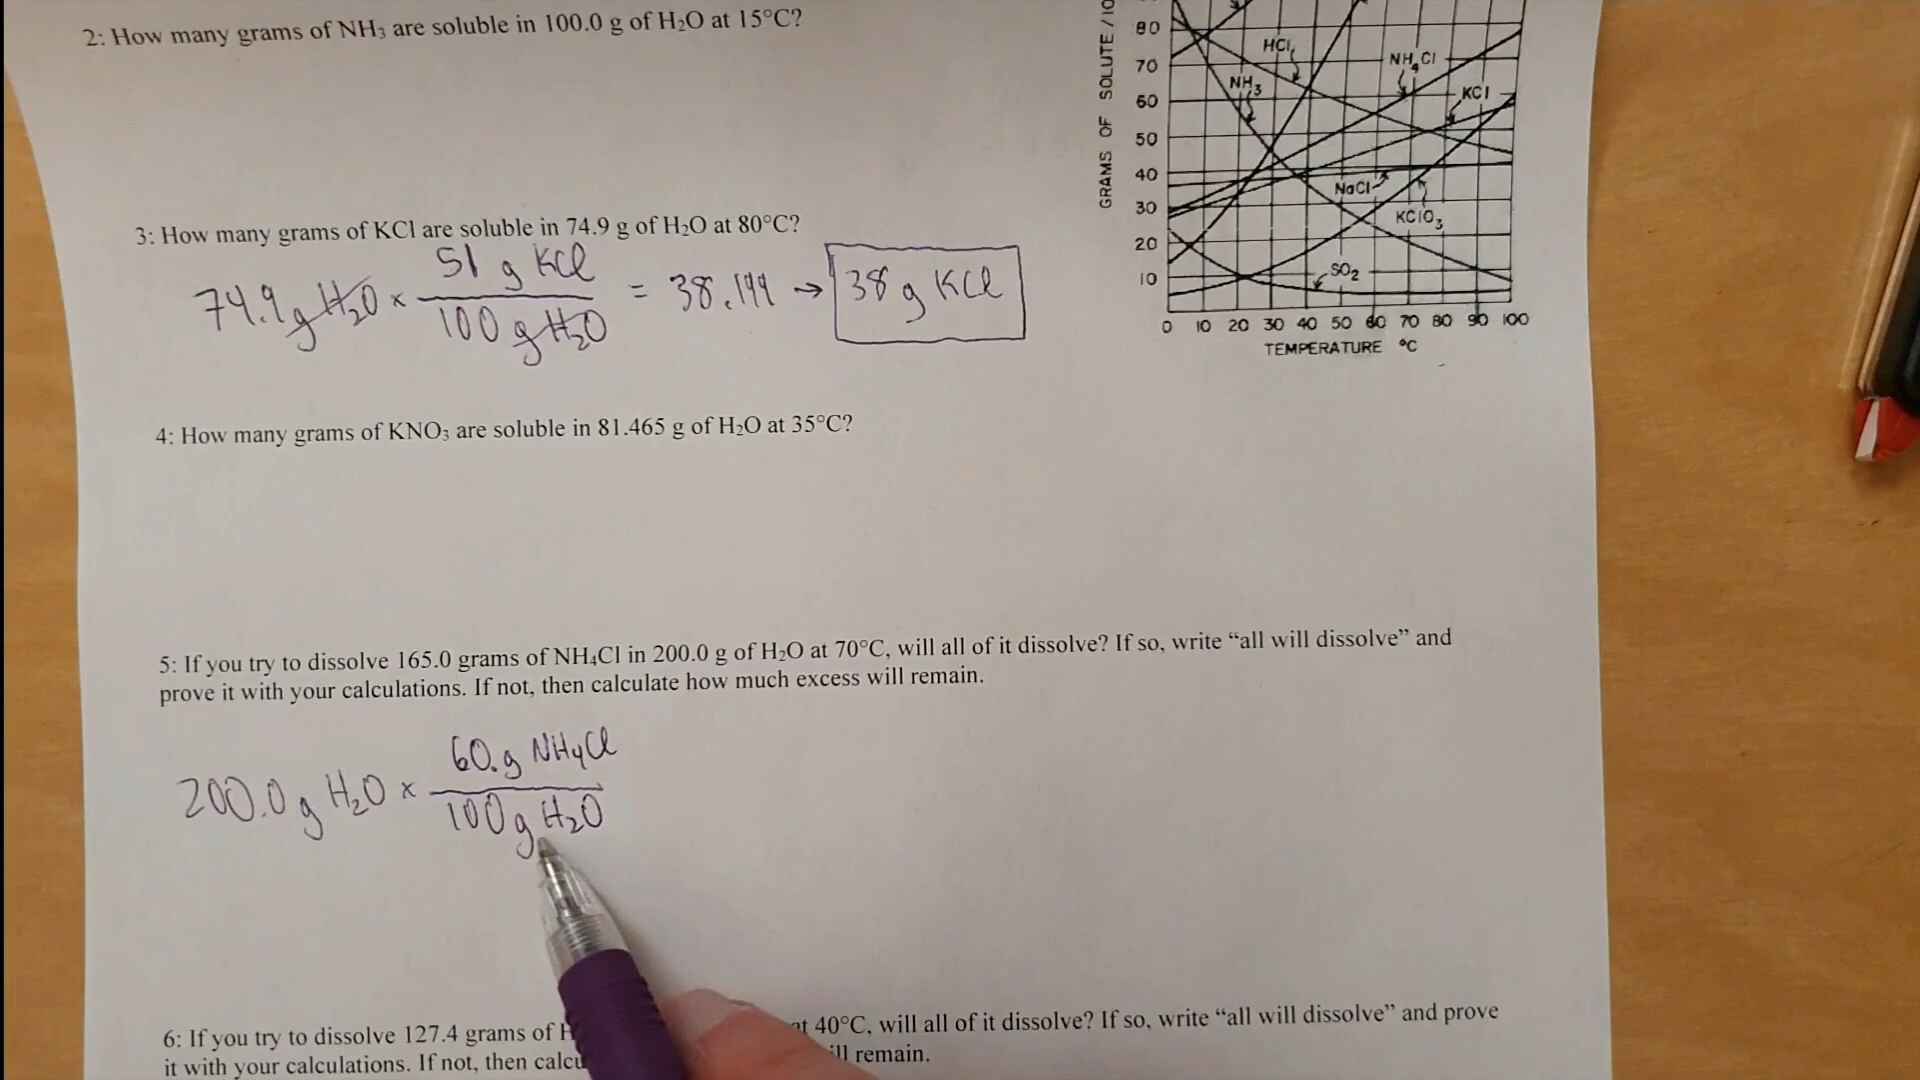 2: How many grams of NH₃ are soluble in 100.0 g of H₂O at 15°C?
3: How many grams of KCl are soluble in 74.9 g of H₂O at 80°C?
74.9 g H₂O × 51 g KCl / 100 g H₂O = 38.199 → 38 g KCl
4: How many grams of KNO₃ are soluble in 81.465 g of H₂O at 35°C?
5: If you try to dissolve 165.0 grams of NH₄Cl in 200.0 g of H₂O at 70°C, will all of it dissolve? If so, write “all will dissolve” and
prove it with your calculations. If not, then calculate how much excess will remain.
200.0 g H₂O × 60. g NH₄Cl / 100 g H₂O
6: If you try to dissolve 127.4 grams of at 40°C, will all of it dissolve? If so, write “all will dissolve” and prove
it with your calculations. If not, then remain.
GRAMS OF SOLUTE/
80
70
60
50
40
30
20
10
HCl
NH₄Cl
NH₃
KCl
NaCl
KClO₃
SO₂
0 10 20 30 40 50 60 70 80 90 100
TEMPERATURE °C